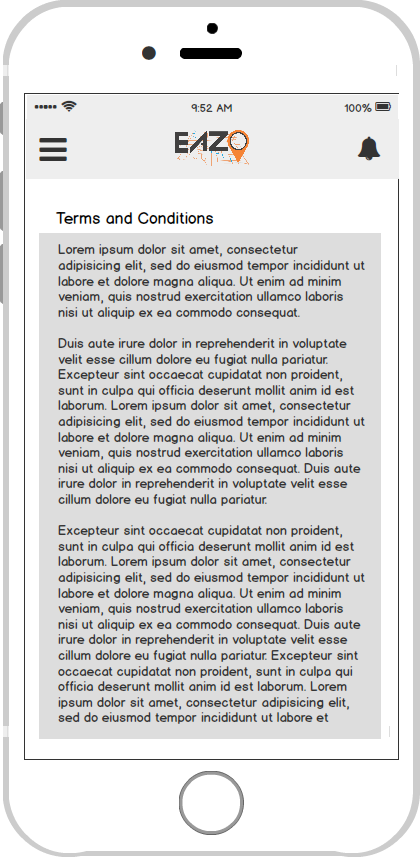 9:52 AM
100%
EAZO
Terms and Conditions
Lorem ipsum dolor sit amet, consectetur
adipisicing elit, sed do eiusmod tempor incididunt ut
labore et dolore magna aliqua. Ut enim ad minim
veniam, quis nostrud exercitation ullamco laboris
nisi ut aliquip ex ea commodo consequat.
Duis aute irure dolor in reprehenderit in voluptate
velit esse cillum dolore eu fugiat nulla pariatur.
Excepteur sint occaecat cupidatat non proident,
sunt in culpa qui officia deserunt mollit anim id est
laborum. Lorem ipsum dolor sit amet, consectetur
adipisicing elit, sed do eiusmod tempor incididunt ut
labore et dolore magna aliqua. Ut enim ad minim
veniam, quis nostrud exercitation ullamco laboris
nisi ut aliquip ex ea commodo consequat. Duis aute
irure dolor in reprehenderit in voluptate velit esse
cillum dolore eu fugiat nulla pariatur.
Excepteur sint occaecat cupidatat non proident,
sunt in culpa qui officia deserunt mollit anim id est
laborum. Lorem ipsum dolor sit amet, consectetur
adipisicing elit, sed do eiusmod tempor incididunt ut
labore et dolore magna aliqua. Ut enim ad minim
veniam, quis nostrud exercitation ullamco laboris
nisi ut aliquip ex ea commodo consequat. Duis aute
irure dolor in reprehenderit in voluptate velit esse
cillum dolore eu fugiat nulla pariatur. Excepteur sint
occaecat cupidatat non proident, sunt in culpa qui
officia deserunt mollit anim id est laborum. Lorem
ipsum dolor sit amet, consectetur adipisicing elit,
sed do eiusmod tempor incididunt ut labore et